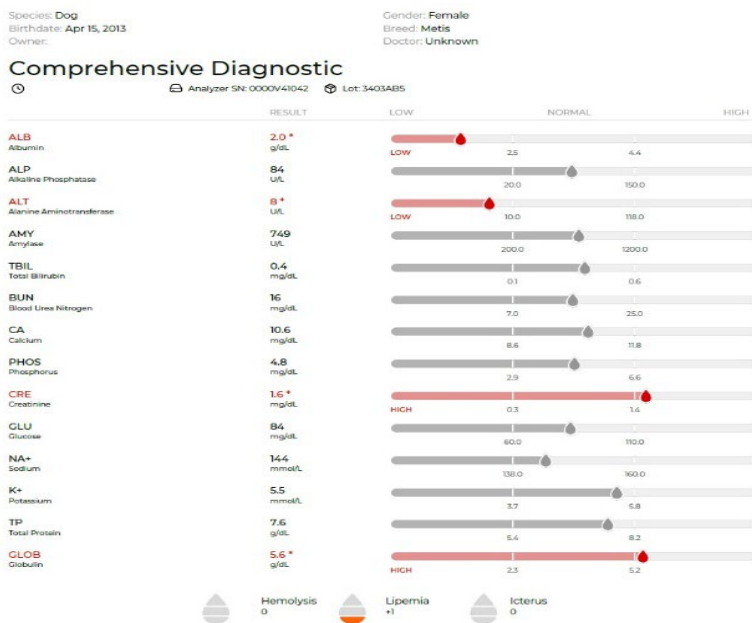 Species: Dog Gender: Female
Birthdate: Apr 15, 2013 Breed: Metis
Owner: Doctor: Unknown
Comprehensive Diagnostic
Analyzer SN: 0000V41042 Lot: 3403AB5
RESULT LOW NORMAL HIGH
ALB 2.0 *
Albumin g/dL LOW 2.5 4.4
ALP 84
Alkaline Phosphatase U/L 20.0 150.0
ALT 8 *
Alanine Aminotransferase U/L LOW 10.0 118.0
AMY 749
Amylase U/L 200.0 1200.0
TBIL 0.4
Total Bilirubin mg/dL 0.1 0.6
BUN 16
Blood Urea Nitrogen mg/dL 7.0 25.0
CA 10.6
Calcium mg/dL 8.6 11.8
PHOS 4.8
Phosphorus mg/dL 2.9 6.6
CRE 1.6 *
Creatinine mg/dL HIGH 0.3 1.4
GLU 84
Glucose mg/dL 60.0 110.0
NA+ 144
Sodium mmol/L 138.0 160.0
K+ 5.5
Potassium mmol/L 3.7 5.8
TP 7.6
Total Protein g/dL 5.4 8.2
GLOB 5.6 *
Globulin g/dL HIGH 2.3 5.2
Hemolysis Lipemia Icterus
0 +1 0